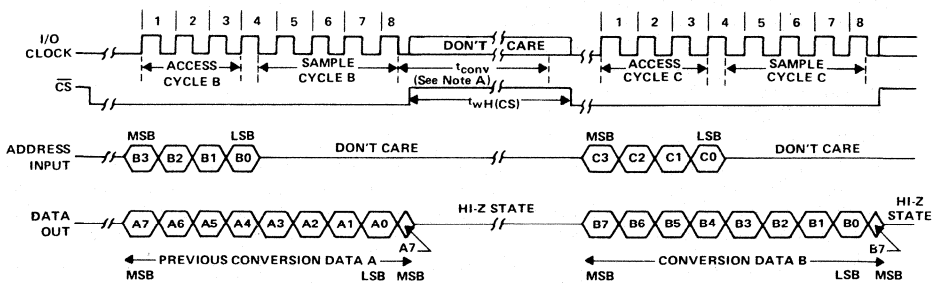 1 2 3 4 5 6 7 8 1 2 3 4 5 6 7 8
I/O
CLOCK
DON'T CARE
ACCESS
CYCLE B
SAMPLE
CYCLE B
tconv
(See Note A)
ACCESS
CYCLE C
SAMPLE
CYCLE C
CS
twH(CS)
MSB LSB MSB LSB
ADDRESS
INPUT
B3 B2 B1 B0 DON'T CARE C3 C2 C1 C0 DON'T CARE
DATA
OUT
A7 A6 A5 A4 A3 A2 A1 A0 HI-Z STATE B7 B6 B5 B4 B3 B2 B1 B0 HI-Z
STATE
A7 B7
PREVIOUS CONVERSION DATA A CONVERSION DATA B
MSB LSB MSB MSB LSB MSB